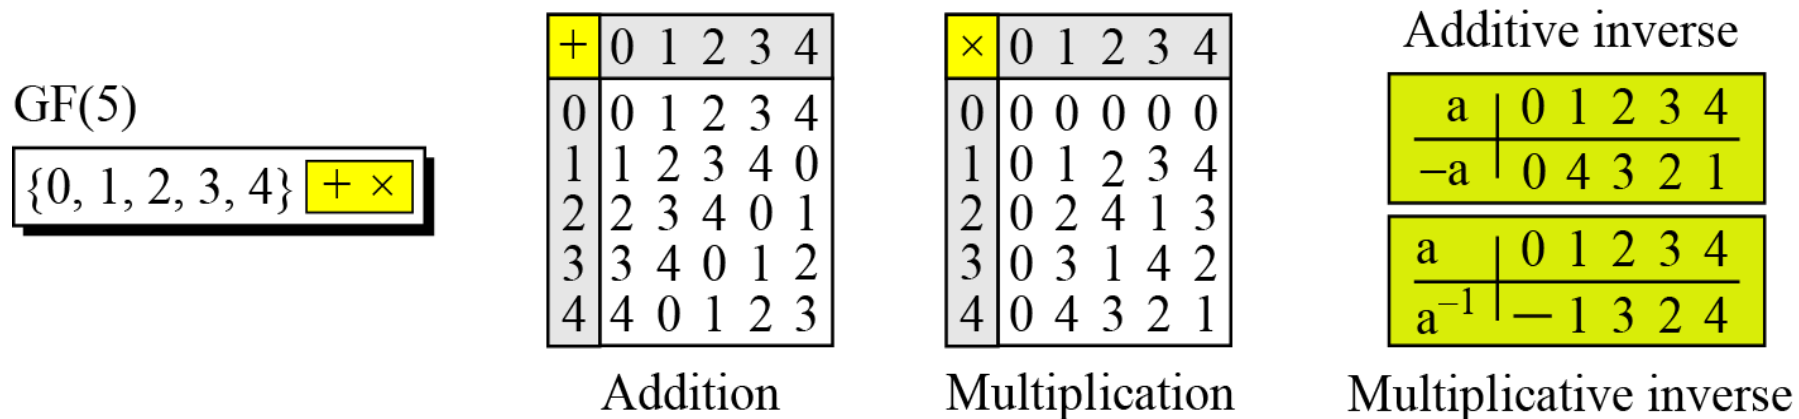 GF(5)
{0, 1, 2, 3, 4} + ×
+ 0 1 2 3 4
0 0 1 2 3 4
1 1 2 3 4 0
2 2 3 4 0 1
3 3 4 0 1 2
4 4 0 1 2 3
Addition
× 0 1 2 3 4
0 0 0 0 0 0
1 0 1 2 3 4
2 0 2 4 1 3
3 0 3 1 4 2
4 0 4 3 2 1
Multiplication
Additive inverse
a 0 1 2 3 4
−a 0 4 3 2 1
a 0 1 2 3 4
a⁻¹ — 1 3 2 4
Multiplicative inverse